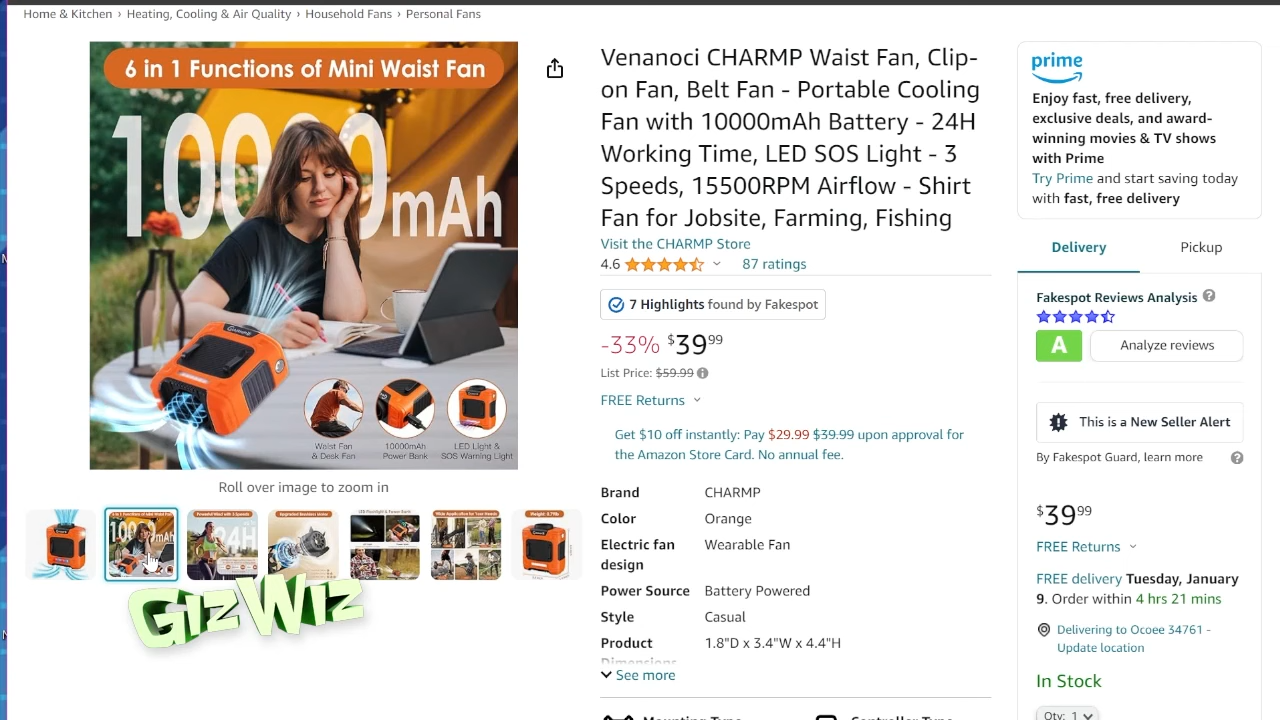 Home & Kitchen › Heating, Cooling & Air Quality › Household Fans › Personal Fans
6 in 1 Functions of Mini Waist Fan
10000mAh
CHARMP
Waist Fan
& Desk Fan
10000mAh
Power Bank
LED Light &
SOS Warning Light
Roll over image to zoom in
24H
GizWiz
Venanoci CHARMP Waist Fan, Clip-
on Fan, Belt Fan - Portable Cooling
Fan with 10000mAh Battery - 24H
Working Time, LED SOS Light - 3
Speeds, 15500RPM Airflow - Shirt
Fan for Jobsite, Farming, Fishing
Visit the CHARMP Store
4.6 87 ratings
7 Highlights found by Fakespot
-33% $39 99
List Price: $59.99
FREE Returns
Get $10 off instantly: Pay $29.99 $39.99 upon approval for
the Amazon Store Card. No annual fee.
Brand CHARMP
Color Orange
Electric fan Wearable Fan
design
Power Source Battery Powered
Style Casual
Product 1.8"D x 3.4"W x 4.4"H
Dimensions
See more
Mounting Type Controller Type
prime
Enjoy fast, free delivery,
exclusive deals, and award-
winning movies & TV shows
with Prime
Try Prime and start saving today
with fast, free delivery
Delivery Pickup
Fakespot Reviews Analysis
A Analyze reviews
This is a New Seller Alert
By Fakespot Guard, learn more
$39 99
FREE Returns
FREE delivery Tuesday, January
9. Order within 4 hrs 21 mins
Delivering to Ocoee 34761 -
Update location
In Stock
Qty: 1